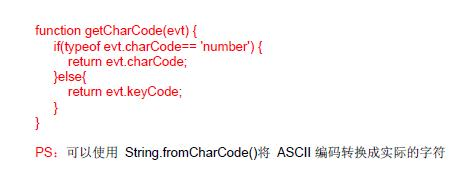 function getCharCode(evt) {
if(typeof evt.charCode== 'number') {
return evt.charCode;
}else{
return evt.keyCode;
}
}
PS：可以使用 String.fromCharCode()将 ASCII 编码转换成实际的字符